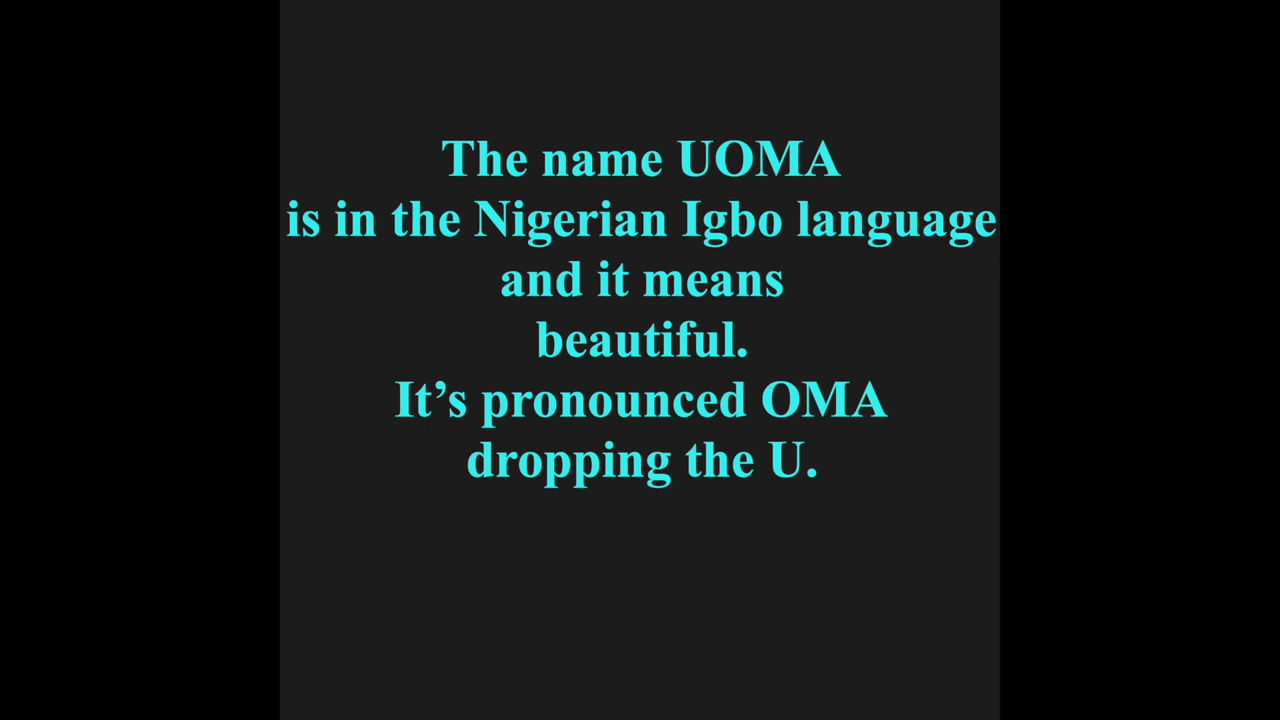 The name UOMA
is in the Nigerian Igbo language
and it means
beautiful.
It’s pronounced OMA
dropping the U.